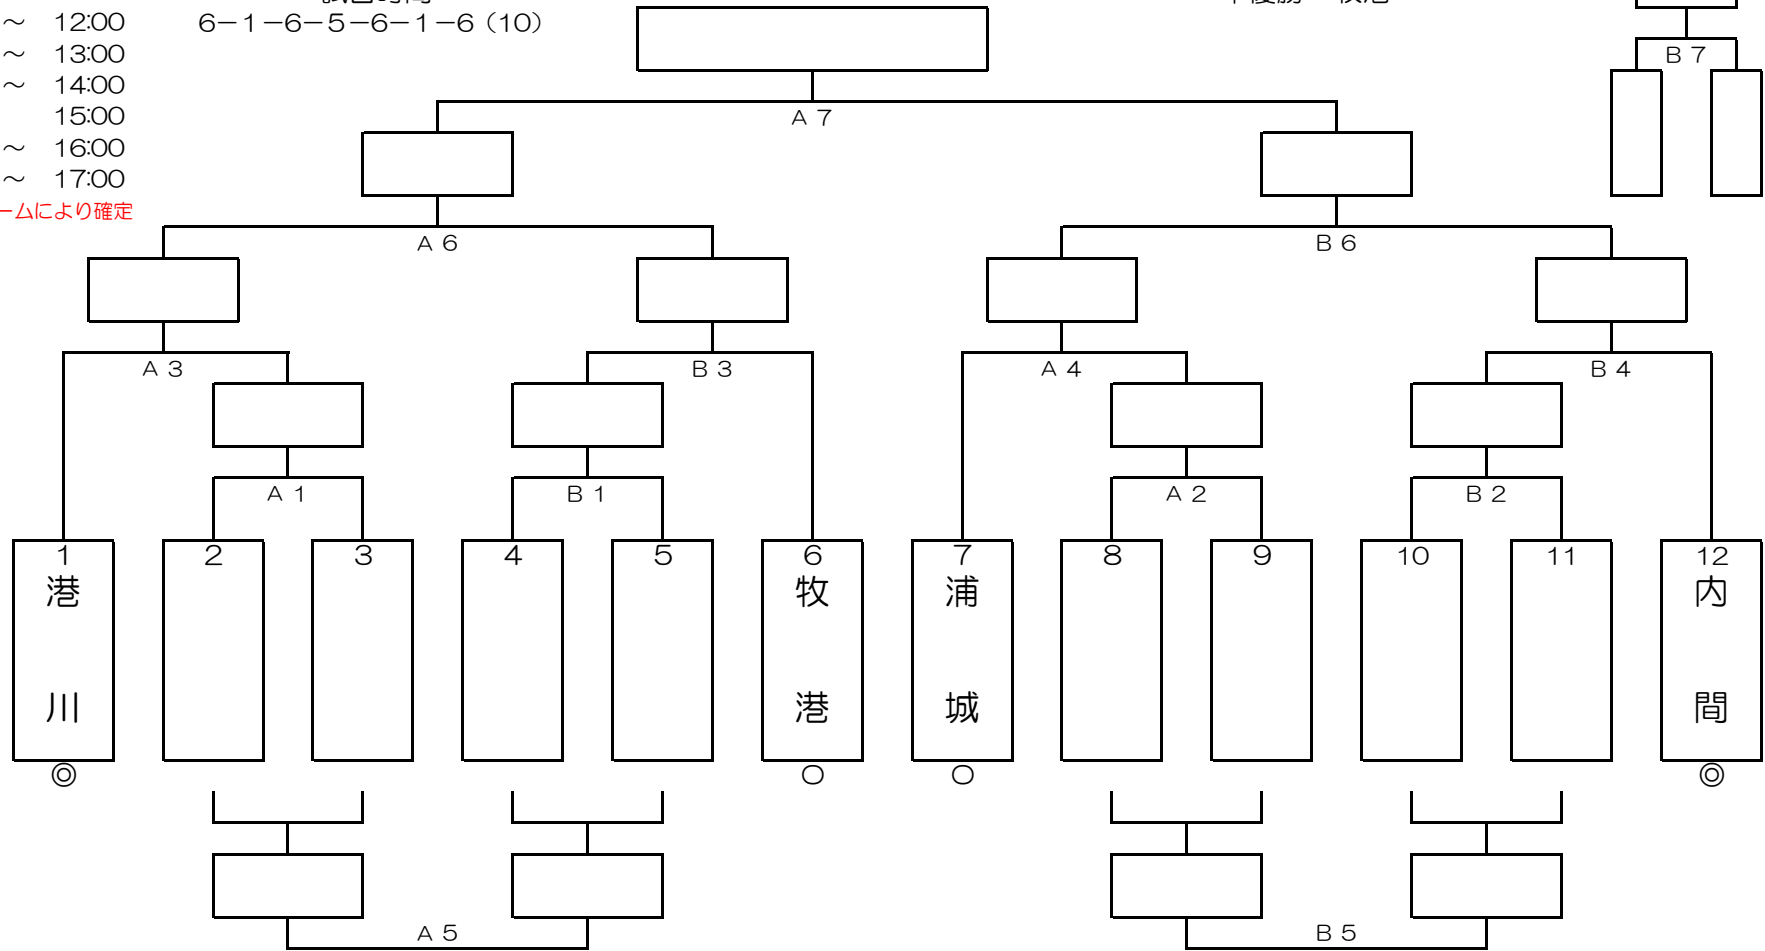 ～ 12:00 6－1－6－5－6－1－6（10）
～ 13:00
～ 14:00
15:00
～ 16:00
～ 17:00
ームにより確定
B 7
A 7
A 6
B 6
A 3
B 3
A 4
B 4
A 1
B 1
A 2
B 2
1 2 3 4 5 6 7 8 9 10 11 12
港川
牧港
浦城
内間
◎ ○ ○ ◎
A 5
B 5